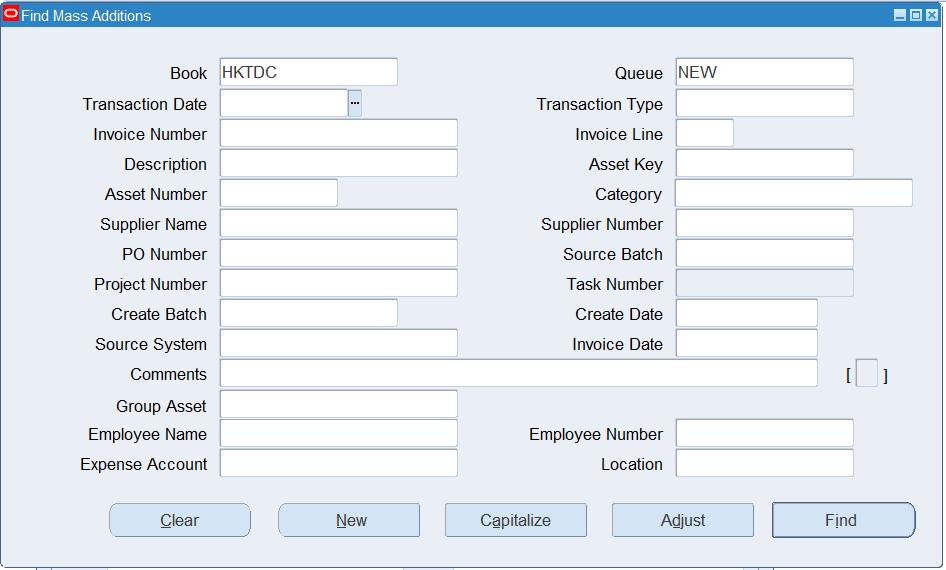 Find Mass Additions
Book HKTDC Queue NEW
Transaction Date ... Transaction Type
Invoice Number Invoice Line
Description Asset Key
Asset Number Category
Supplier Name Supplier Number
PO Number Source Batch
Project Number Task Number
Create Batch Create Date
Source System Invoice Date
Comments [ ]
Group Asset
Employee Name Employee Number
Expense Account Location
Clear New Capitalize Adjust Find